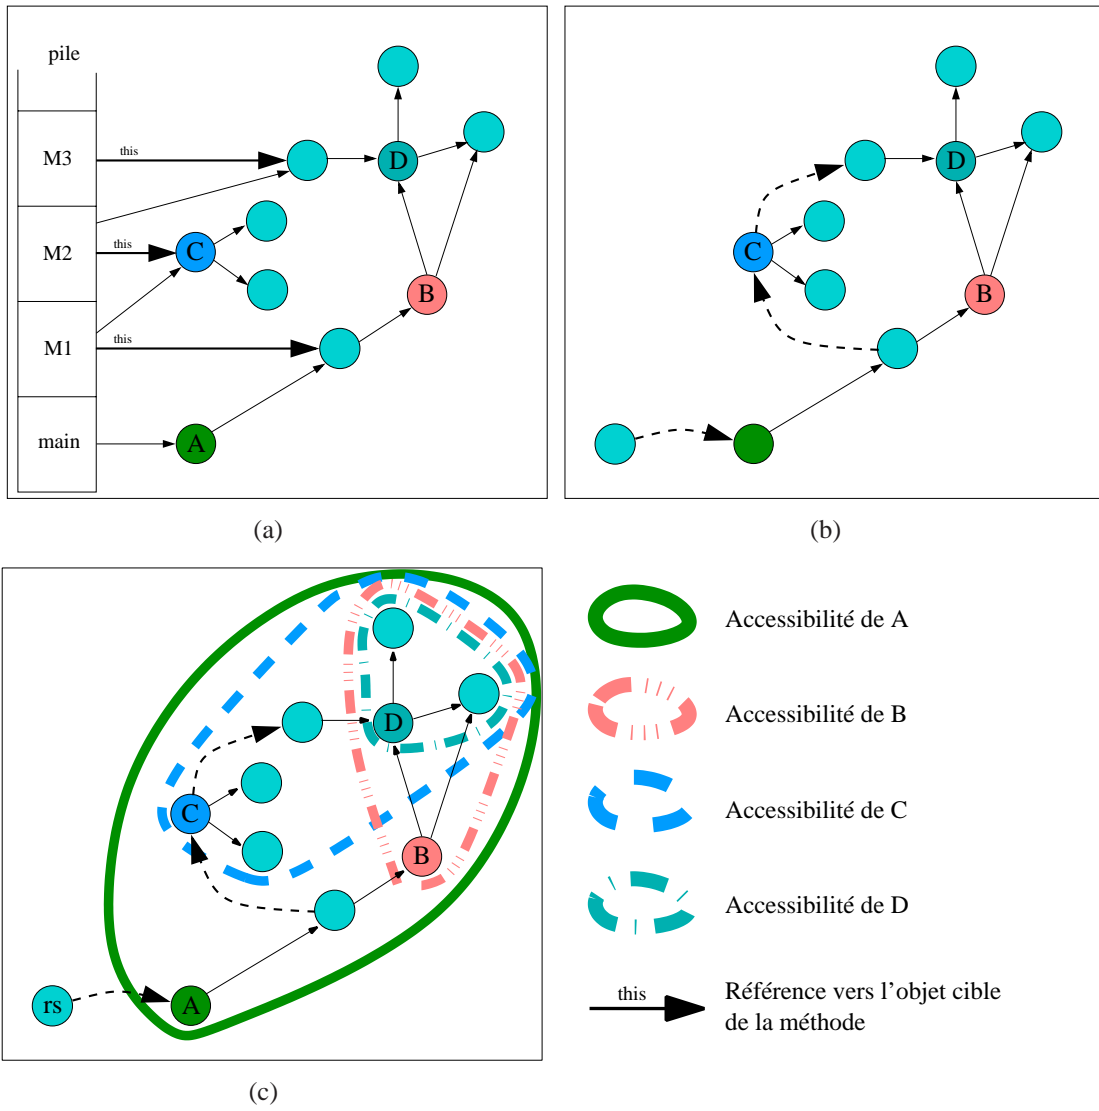 pile
M3
this
D
M2
this
C
B
M1
this
main
A
(a)
D
C
B
(b)
D
C
B
rs
A
(c)
Accessibilité de A
Accessibilité de B
Accessibilité de C
Accessibilité de D
this
Référence vers l'objet cible
de la méthode